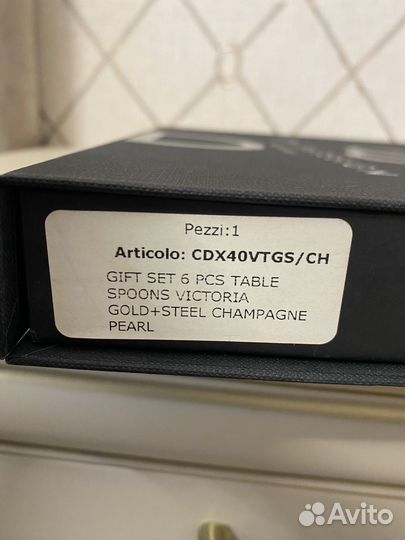 Pezzi:1
Articolo: CDX40VTGS/CH
GIFT SET 6 PCS TABLE
SPOONS VICTORIA
GOLD+STEEL CHAMPAGNE
PEARL
Avito